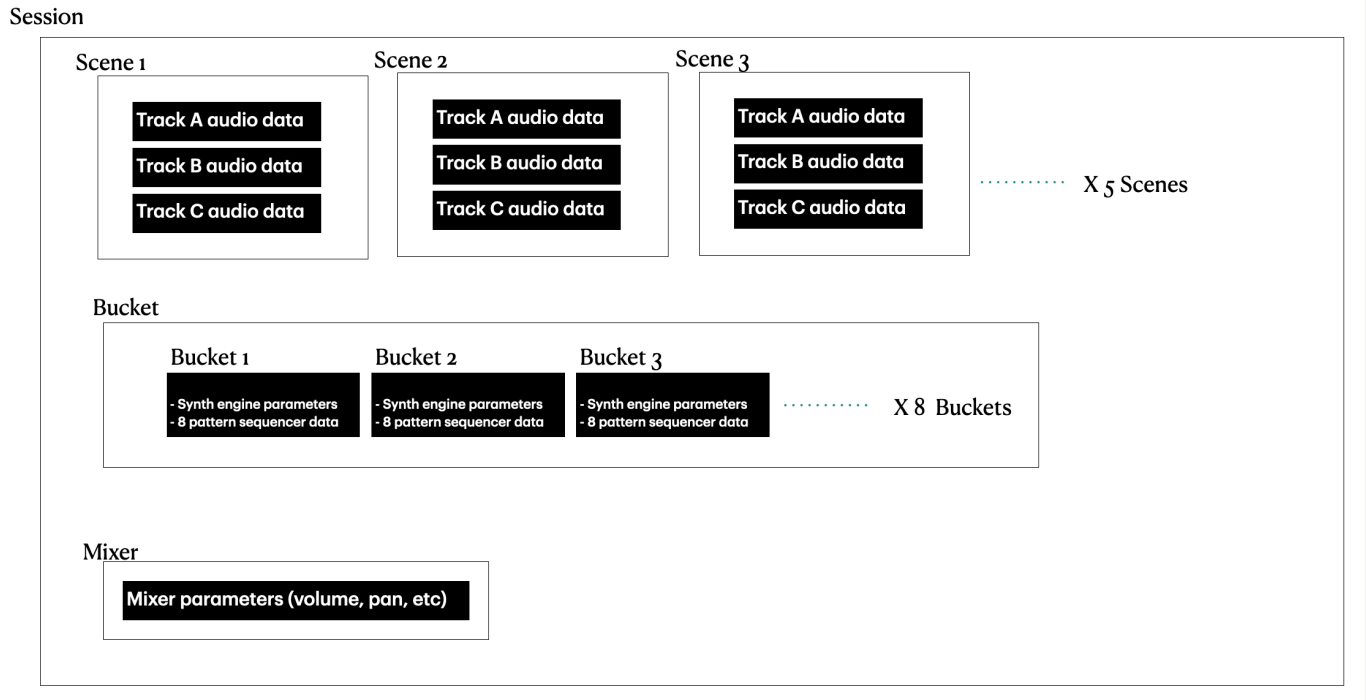 Session
Scene 1
Track A audio data
Track B audio data
Track C audio data
Scene 2
Track A audio data
Track B audio data
Track C audio data
Scene 3
Track A audio data
Track B audio data
Track C audio data
X 5 Scenes
Bucket
Bucket 1
- Synth engine parameters
- 8 pattern sequencer data
Bucket 2
- Synth engine parameters
- 8 pattern sequencer data
Bucket 3
- Synth engine parameters
- 8 pattern sequencer data
X 8 Buckets
Mixer
Mixer parameters (volume, pan, etc)